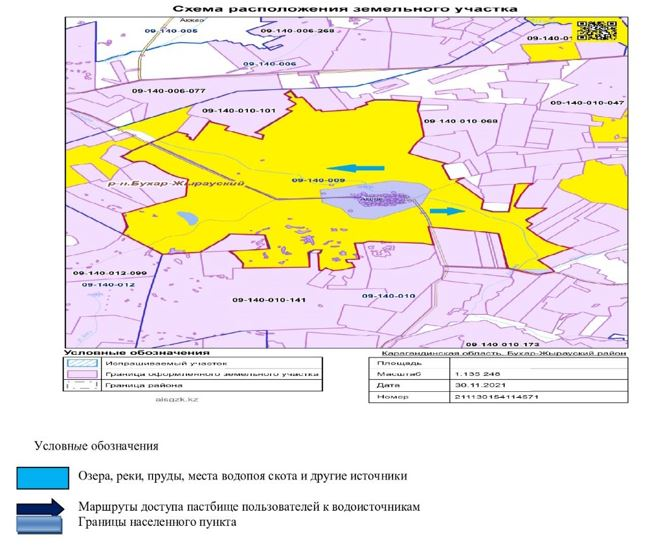 Схема расположения земельного участка
Аккер
09-140-005
09-140-006-268
09-140-01
09-140-006
09-140-006-077
09-140-010-101
09-140-010-047
09-140-010-068
р-н.Бухар-Жырауский
09-140-009
09-140-012-099
09-140-012
09-140-010-141
09-140-010
09-140-010-173
Условные обозначения
Испрашиваемый участок
Граница оформленного земельного участка
Граница района
aisgzk.kz
Карагандинская область, Бухар-Жырауский район
Площадь
Масштаб 1:135 248
Дата 30.11.2021
Номер 211130154114571
Условные обозначения
Озера, реки, пруды, места водопоя скота и другие источники
Маршруты доступа пастбище пользователей к водоисточникам
Границы населенного пункта